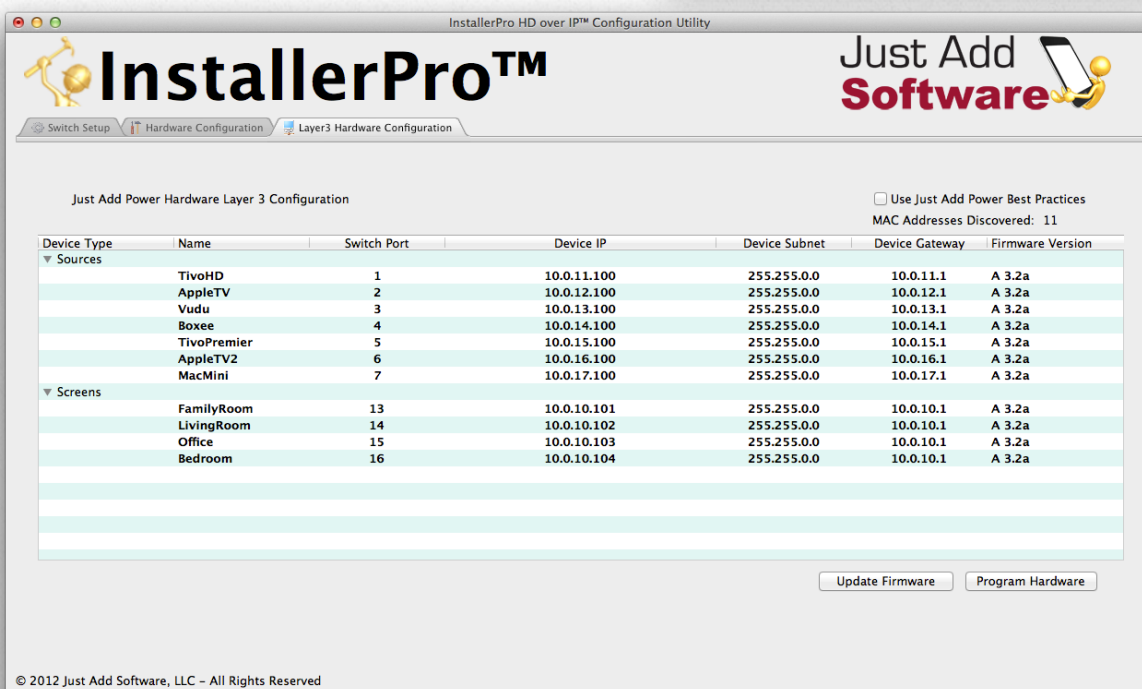 InstallerPro HD over IP™ Configuration Utility
InstallerPro™
Just Add
Software
Switch Setup
Hardware Configuration
Layer3 Hardware Configuration
Just Add Power Hardware Layer 3 Configuration
Use Just Add Power Best Practices
MAC Addresses Discovered: 11
Device Type Name Switch Port Device IP Device Subnet Device Gateway Firmware Version
Sources
TivoHD 1 10.0.11.100 255.255.0.0 10.0.11.1 A 3.2a
AppleTV 2 10.0.12.100 255.255.0.0 10.0.12.1 A 3.2a
Vudu 3 10.0.13.100 255.255.0.0 10.0.13.1 A 3.2a
Boxee 4 10.0.14.100 255.255.0.0 10.0.14.1 A 3.2a
TivoPremier 5 10.0.15.100 255.255.0.0 10.0.15.1 A 3.2a
AppleTV2 6 10.0.16.100 255.255.0.0 10.0.16.1 A 3.2a
MacMini 7 10.0.17.100 255.255.0.0 10.0.17.1 A 3.2a
Screens
FamilyRoom 13 10.0.10.101 255.255.0.0 10.0.10.1 A 3.2a
LivingRoom 14 10.0.10.102 255.255.0.0 10.0.10.1 A 3.2a
Office 15 10.0.10.103 255.255.0.0 10.0.10.1 A 3.2a
Bedroom 16 10.0.10.104 255.255.0.0 10.0.10.1 A 3.2a
Update Firmware
Program Hardware
© 2012 Just Add Software, LLC – All Rights Reserved